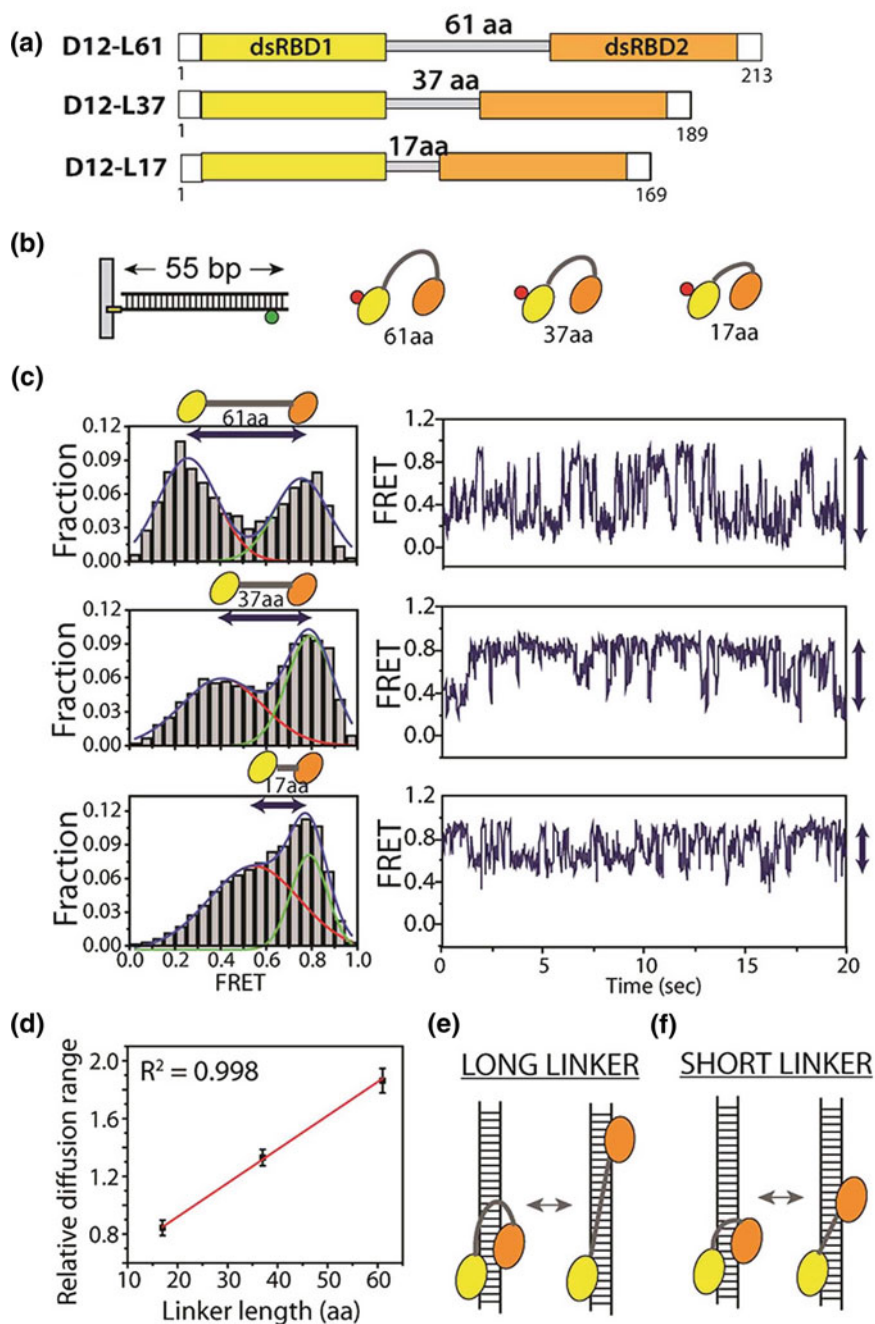 (a)
61 aa
D12-L61
dsRBD1
dsRBD2
1
213
37 aa
D12-L37
1
189
17aa
D12-L17
1
169
(b)
← 55 bp →
61aa
37aa
17aa
(c)
61aa
Fraction
0.12
0.09
0.06
0.03
0.00
FRET
1.2
0.8
0.4
0.0
37aa
Fraction
0.12
0.09
0.06
0.03
0.00
FRET
1.2
0.8
0.4
0.0
17aa
Fraction
0.12
0.09
0.06
0.03
0.00
0.0 0.2 0.4 0.6 0.8 1.0
FRET
FRET
1.2
0.8
0.4
0.0
0 5 10 15 20
Time (sec)
(d)
R² = 0.998
Relative diffusion range
2.0
1.6
1.2
0.8
10 20 30 40 50 60
Linker length (aa)
(e)
LONG LINKER
(f)
SHORT LINKER